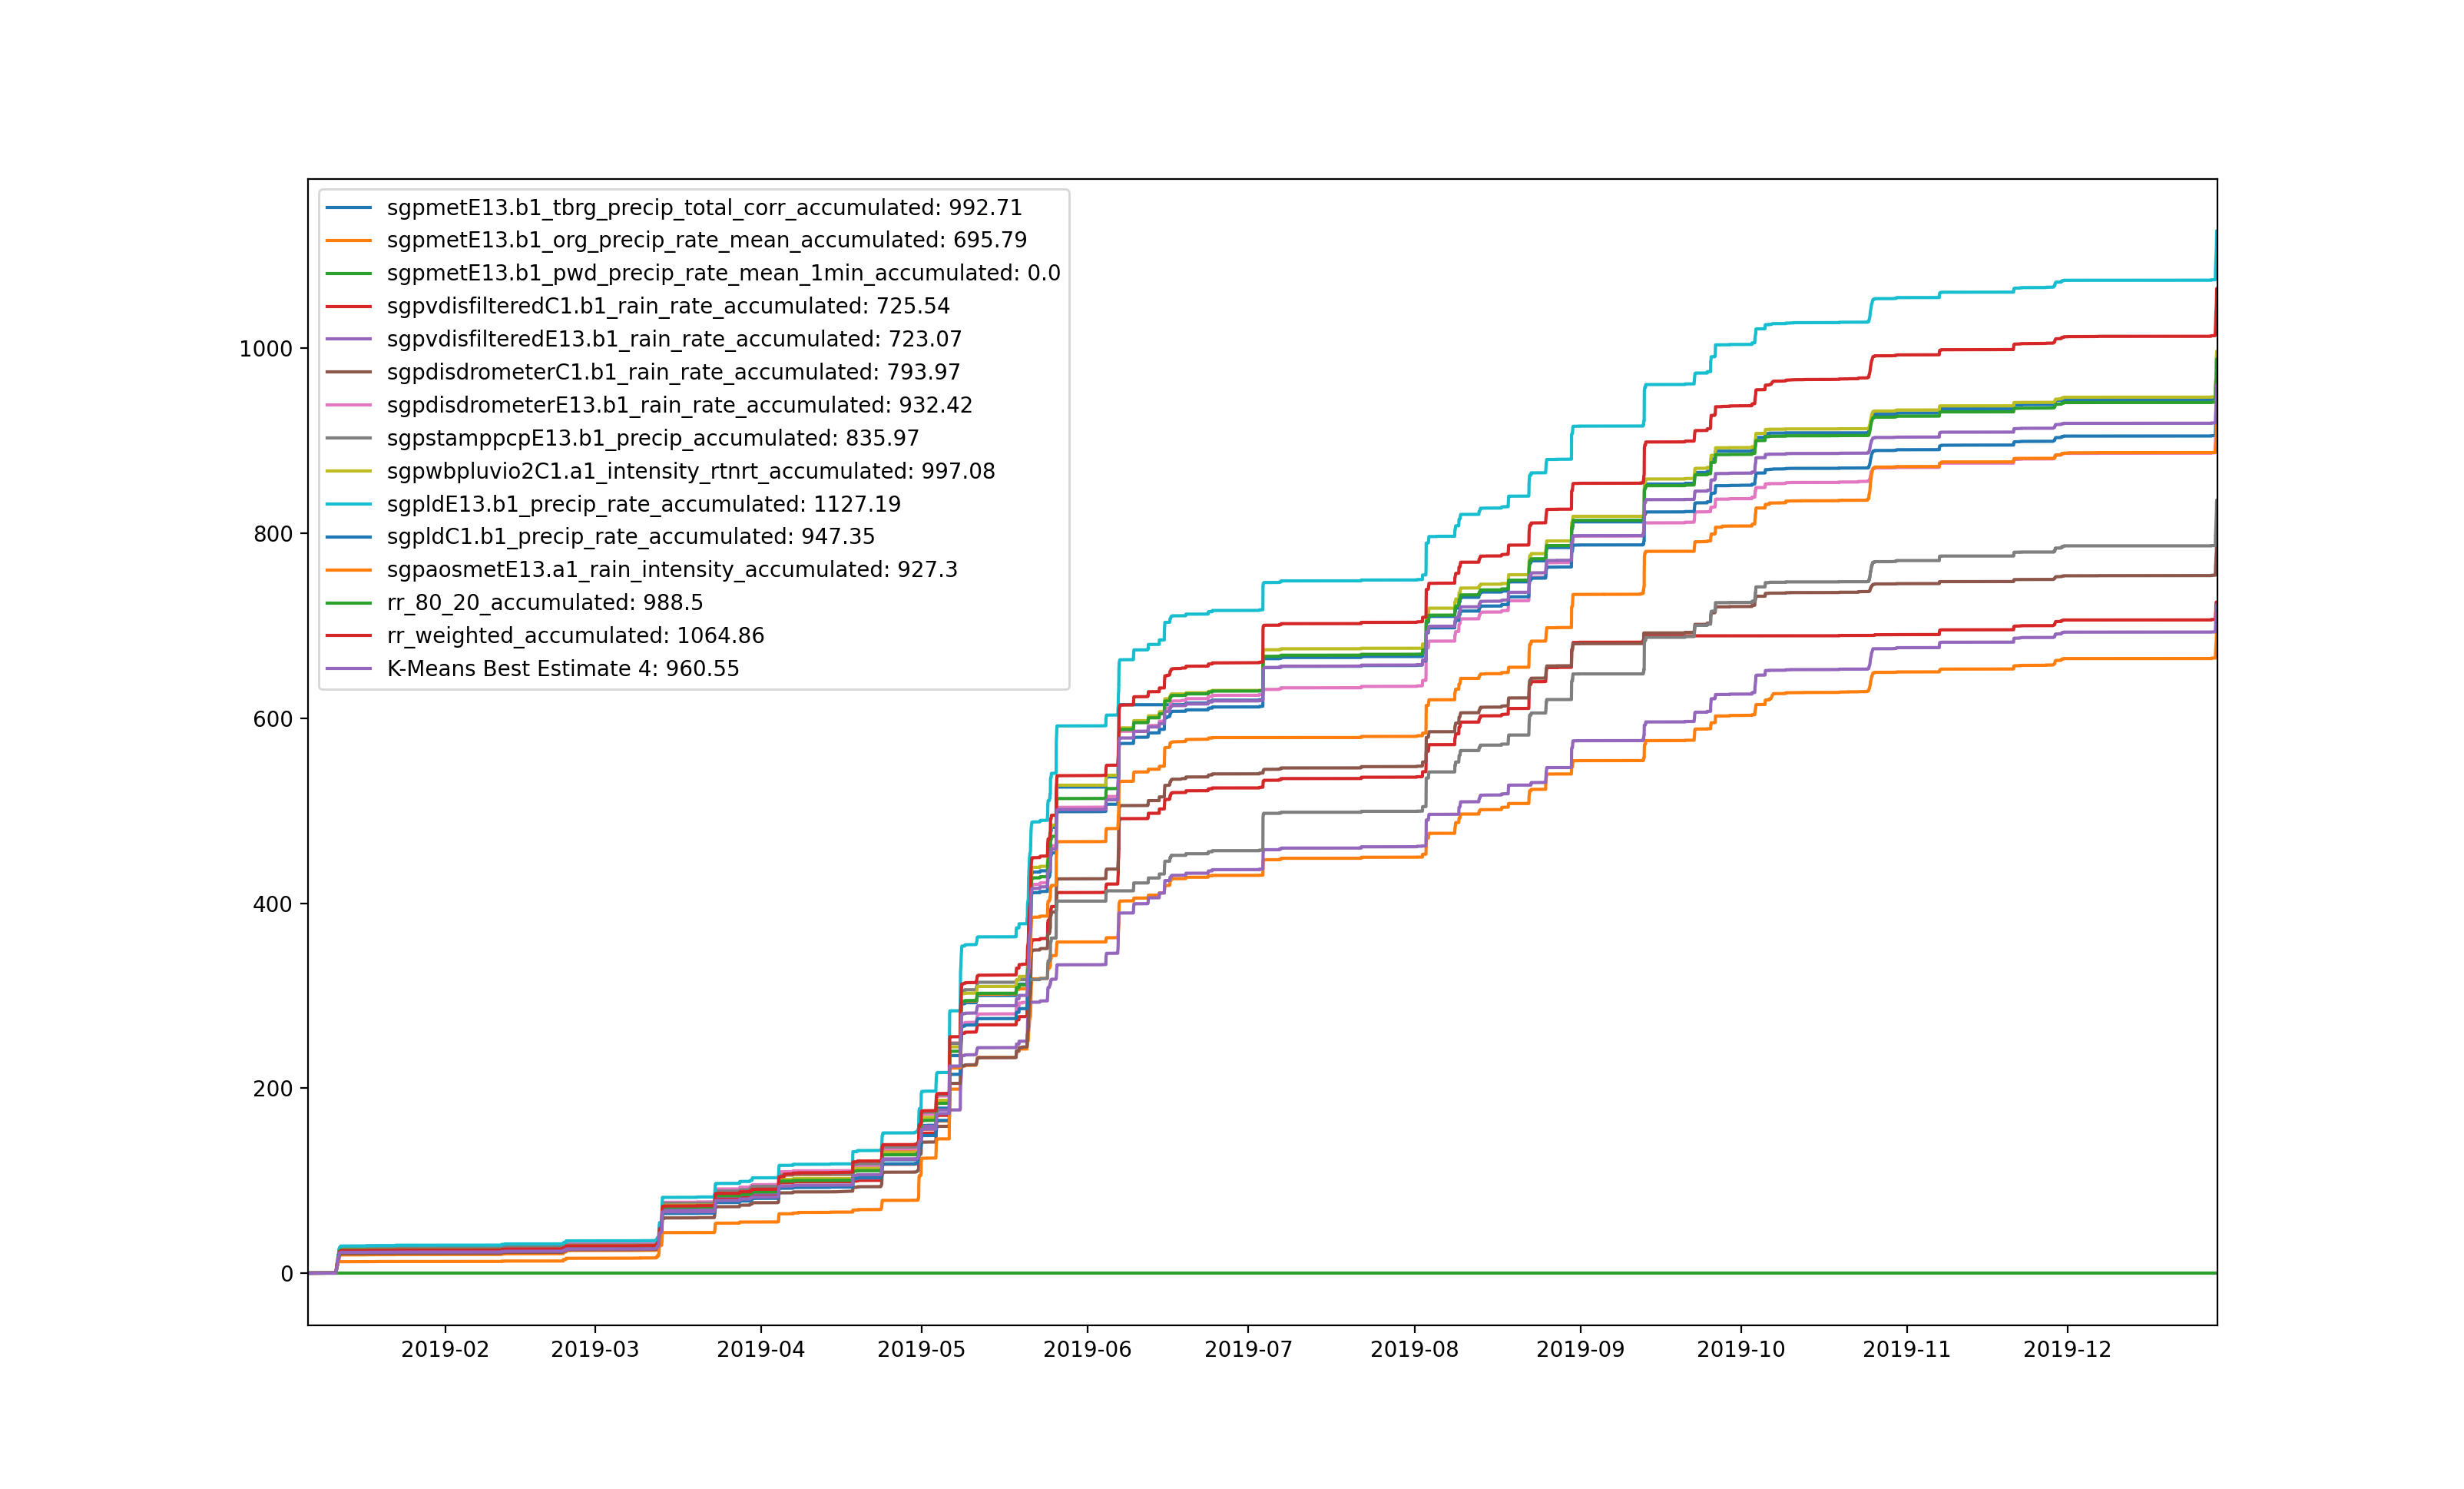 sgpmetE13.b1_tbrg_precip_total_corr_accumulated: 992.71
sgpmetE13.b1_org_precip_rate_mean_accumulated: 695.79
sgpmetE13.b1_pwd_precip_rate_mean_1min_accumulated: 0.0
sgpvdisfilteredC1.b1_rain_rate_accumulated: 725.54
sgpvdisfilteredE13.b1_rain_rate_accumulated: 723.07
sgpdisdrometerC1.b1_rain_rate_accumulated: 793.97
sgpdisdrometerE13.b1_rain_rate_accumulated: 932.42
sgpstamppcpE13.b1_precip_accumulated: 835.97
sgpwbpluvio2C1.a1_intensity_rtnrt_accumulated: 997.08
sgpldE13.b1_precip_rate_accumulated: 1127.19
sgpldC1.b1_precip_rate_accumulated: 947.35
sgpaosmetE13.a1_rain_intensity_accumulated: 927.3
rr_80_20_accumulated: 988.5
rr_weighted_accumulated: 1064.86
K-Means Best Estimate 4: 960.55
1000
800
600
400
200
0
2019-02 2019-03 2019-04 2019-05 2019-06 2019-07 2019-08 2019-09 2019-10 2019-11 2019-12